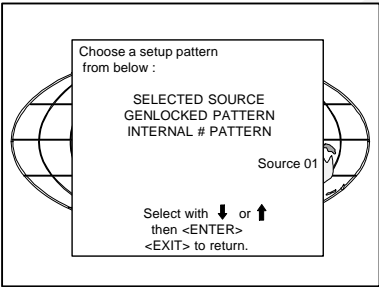 Choose a setup pattern
from below :
SELECTED SOURCE
GENLOCKED PATTERN
INTERNAL # PATTERN
Source 01
Select with ⬇ or ⬆
then <ENTER>
<EXIT> to return.